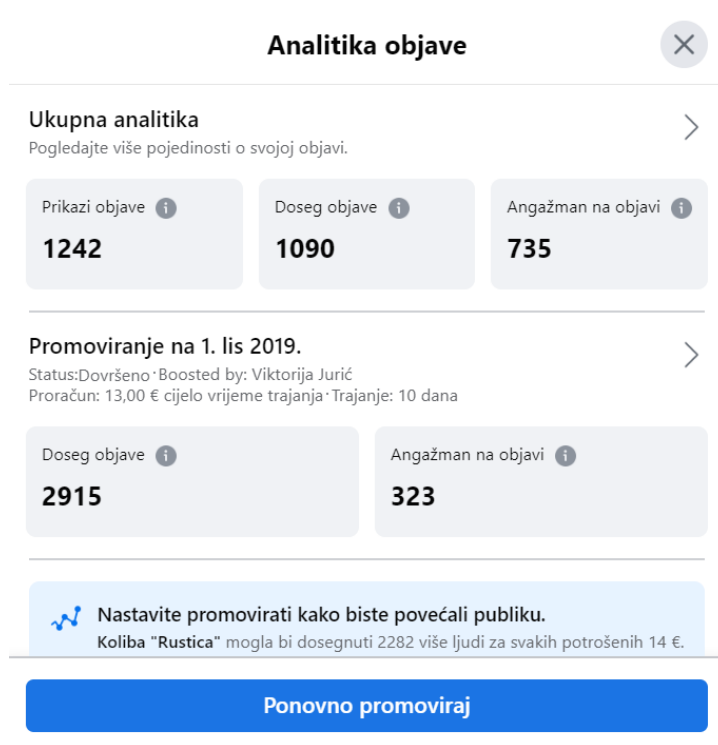 Analitika objave
Ukupna analitika
Pogledajte više pojedinosti o svojoj objavi.
Prikazi objave
1242
Doseg objave
1090
Angažman na objavi
735
Promoviranje na 1. lis 2019.
Status:Dovršeno·Boosted by: Viktorija Jurić
Proračun: 13,00 € cijelo vrijeme trajanja·Trajanje: 10 dana
Doseg objave
2915
Angažman na objavi
323
Nastavite promovirati kako biste povećali publiku.
Koliba "Rustica" mogla bi dosegnuti 2282 više ljudi za svakih potrošenih 14 €.
Ponovno promoviraj